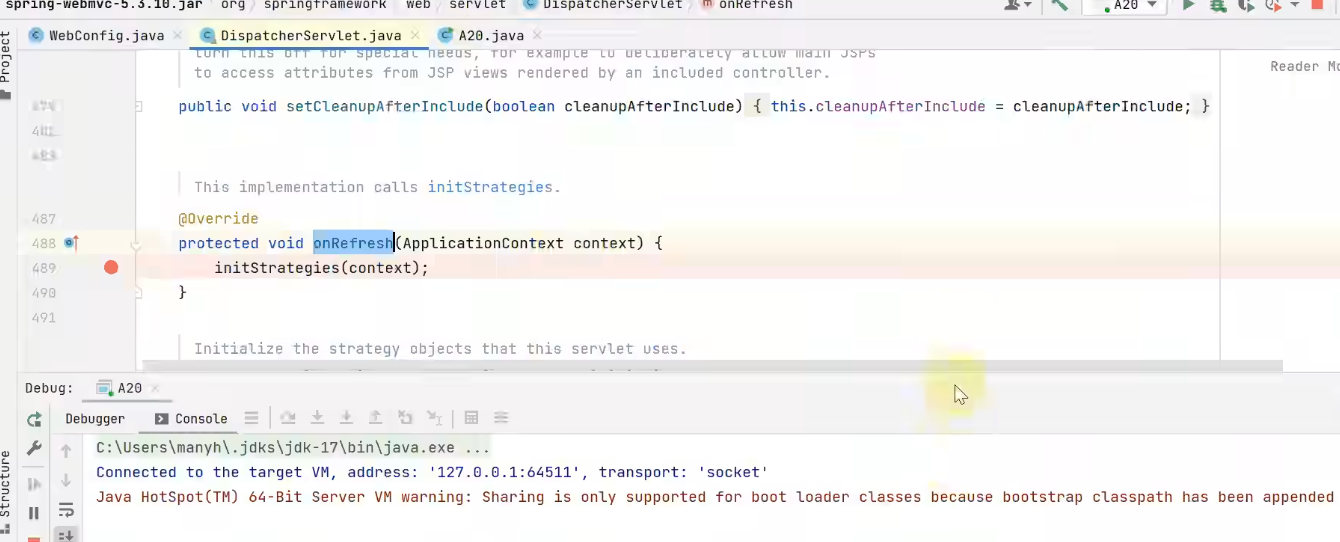 spring-webmvc-5.3.10.jar org springframework web servlet DispatcherServlet onRefresh A20
WebConfig.java DispatcherServlet.java A20.java
Project
turn this off for special needs, for example to deliberately allow main JSPs
to access attributes from JSP views rendered by an included controller.
Reader Mo
public void setCleanupAfterInclude(boolean cleanupAfterInclude) { this.cleanupAfterInclude = cleanupAfterInclude; }
This implementation calls initStrategies.
487 @Override
488 protected void onRefresh(ApplicationContext context) {
489 initStrategies(context);
490 }
491
Initialize the strategy objects that this servlet uses.
Debug: A20
Debugger Console
C:\Users\manyh\.jdks\jdk-17\bin\java.exe ...
Connected to the target VM, address: '127.0.0.1:64511', transport: 'socket'
Java HotSpot(TM) 64-Bit Server VM warning: Sharing is only supported for boot loader classes because bootstrap classpath has been appended
Structure